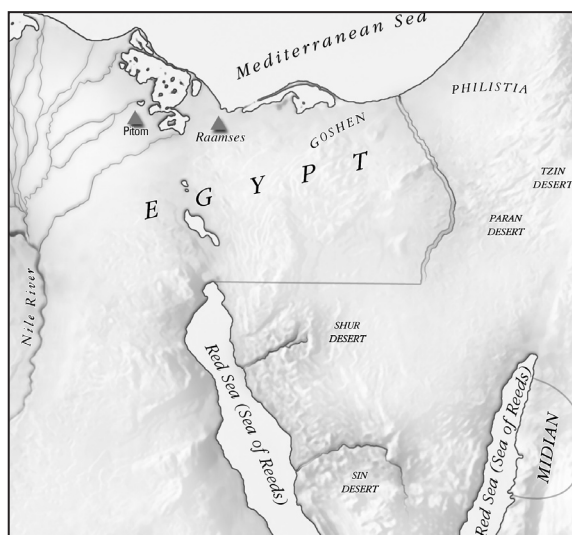 Mediterranean Sea
PHILISTIA
Pitom
Raamses
GOSHEN
EGYPT
TZIN
DESERT
PARAN
DESERT
Nile River
SHUR
DESERT
Red Sea (Sea of Reeds)
Red Sea (Sea of Reeds)
MIDIAN
SIN
DESERT